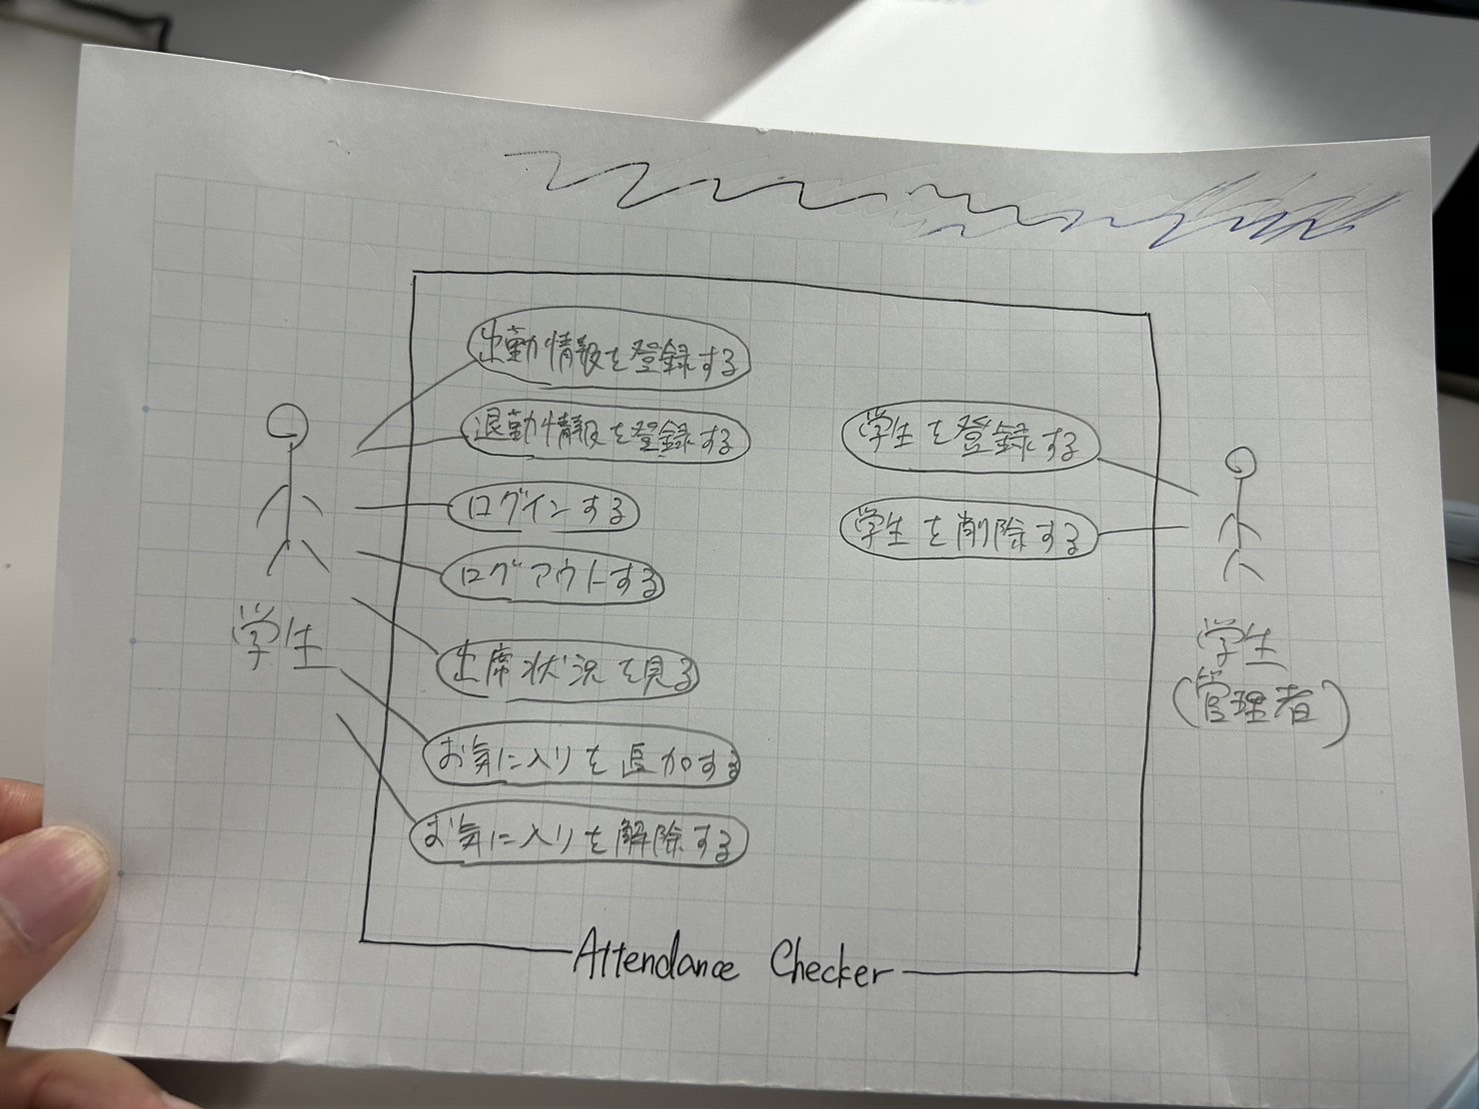 出勤情報を登録する
退勤情報を登録する
ログインする
ログアウトする
出席状況を見る
お気に入りを追加する
お気に入りを解除する
学生
学生を登録する
学生を削除する
学生
(管理者)
Attendance Checker